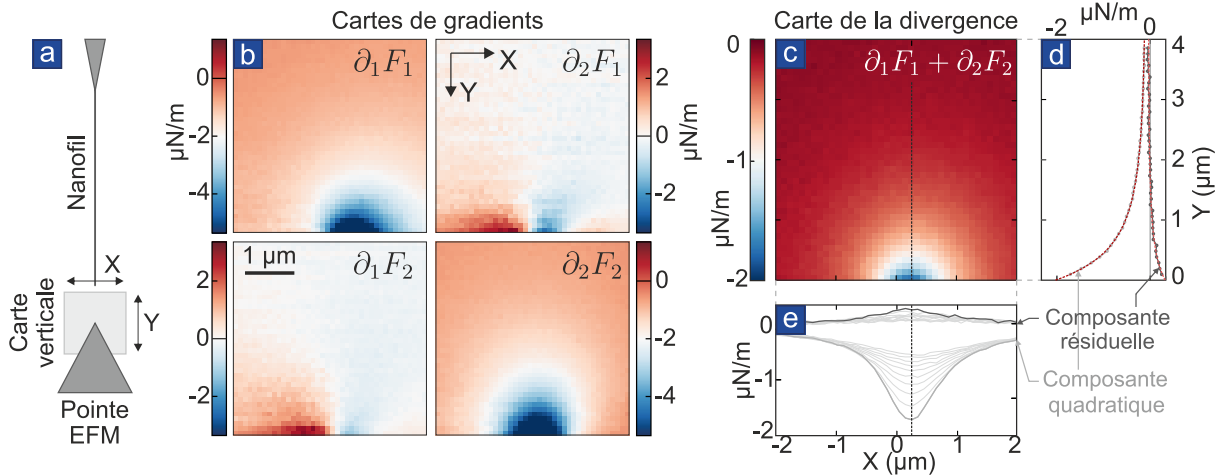 Cartes de gradients
Carte de la divergence
µN/m
-2
0
a
Nanofil
X
Y
Carte
verticale
Pointe
EFM
b
0
-2
-4
µN/m
∂₁F₁
∂₂F₁
X
Y
2
0
-2
µN/m
2
0
-2
µN/m
1 µm
∂₁F₂
∂₂F₂
0
-2
-4
µN/m
c
0
-1
-2
µN/m
∂₁F₁ + ∂₂F₂
d
4
3
2
1
0
Y (µm)
e
0
-1
-2
µN/m
-2
-1
0
1
2
X (µm)
Composante
résiduelle
Composante
quadratique